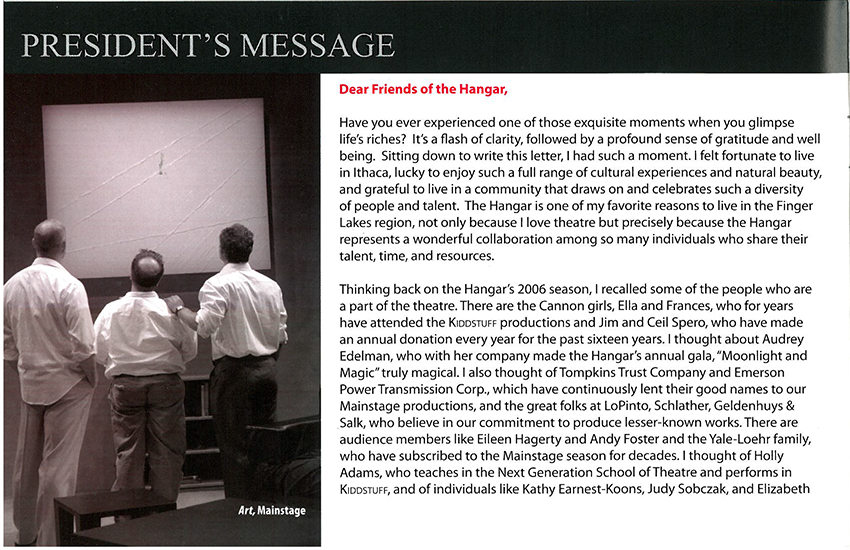 PRESIDENT'S MESSAGE
Dear Friends of the Hangar,
Have you ever experienced one of those exquisite moments when you glimpse
life's riches?  It's a flash of clarity, followed by a profound sense of gratitude and well
being.  Sitting down to write this letter, I had such a moment. I felt fortunate to live
in Ithaca, lucky to enjoy such a full range of cultural experiences and natural beauty,
and grateful to live in a community that draws on and celebrates such a diversity
of people and talent.  The Hangar is one of my favorite reasons to live in the Finger
Lakes region, not only because I love theatre but precisely because the Hangar
represents a wonderful collaboration among so many individuals who share their
talent, time, and resources.
Thinking back on the Hangar's 2006 season, I recalled some of the people who are
a part of the theatre. There are the Cannon girls, Ella and Frances, who for years
have attended the KIDDSTUFF productions and Jim and Ceil Spero, who have made
an annual donation every year for the past sixteen years. I thought about Audrey
Edelman, who with her company made the Hangar's annual gala, "Moonlight and
Magic" truly magical. I also thought of Tompkins Trust Company and Emerson
Power Transmission Corp., which have continuously lent their good names to our
Mainstage productions, and the great folks at LoPinto, Schlather, Geldenhuys &
Salk, who believe in our commitment to produce lesser-known works. There are
audience members like Eileen Hagerty and Andy Foster and the Yale-Loehr family,
who have subscribed to the Mainstage season for decades. I thought of Holly
Adams, who teaches in the Next Generation School of Theatre and performs in
KIDDSTUFF, and of individuals like Kathy Earnest-Koons, Judy Sobczak, and Elizabeth
Art, Mainstage